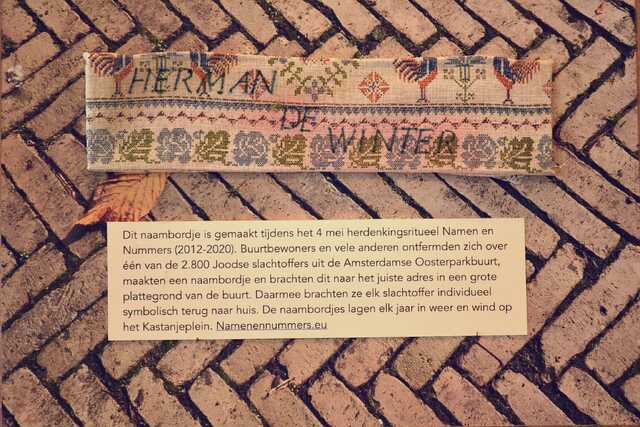 HERMAN
DE
WINTER
Dit naambordje is gemaakt tijdens het 4 mei herdenkingsritueel Namen en
Nummers (2012-2020). Buurtbewoners en vele anderen ontfermden zich over
één van de 2.800 Joodse slachtoffers uit de Amsterdamse Oosterparkbuurt,
maakten een naambordje en brachten dit naar het juiste adres in een grote
plattegrond van de buurt. Daarmee brachten ze elk slachtoffer individueel
symbolisch terug naar huis. De naambordjes lagen elk jaar in weer en wind op
het Kastanjeplein. Namenennummers.eu